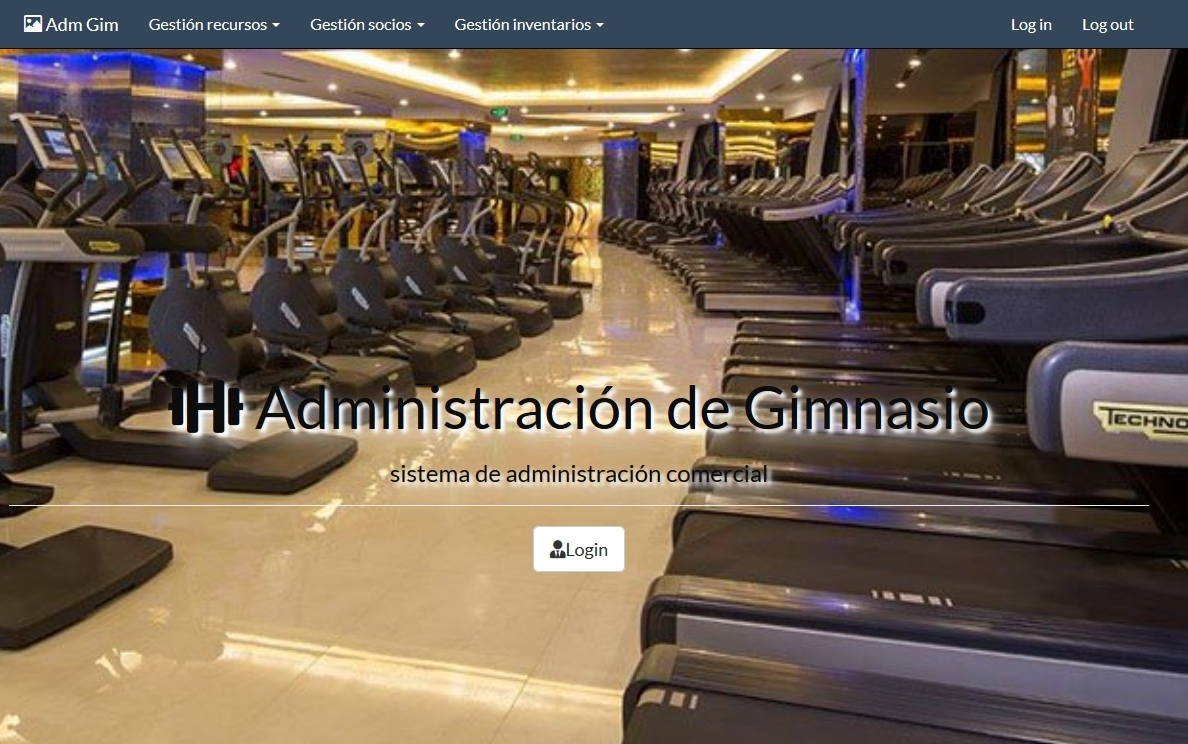 Adm Gim Gestión recursos Gestión socios Gestión inventarios Log in Log out
Administración de Gimnasio
sistema de administración comercial
Login
TECHNO